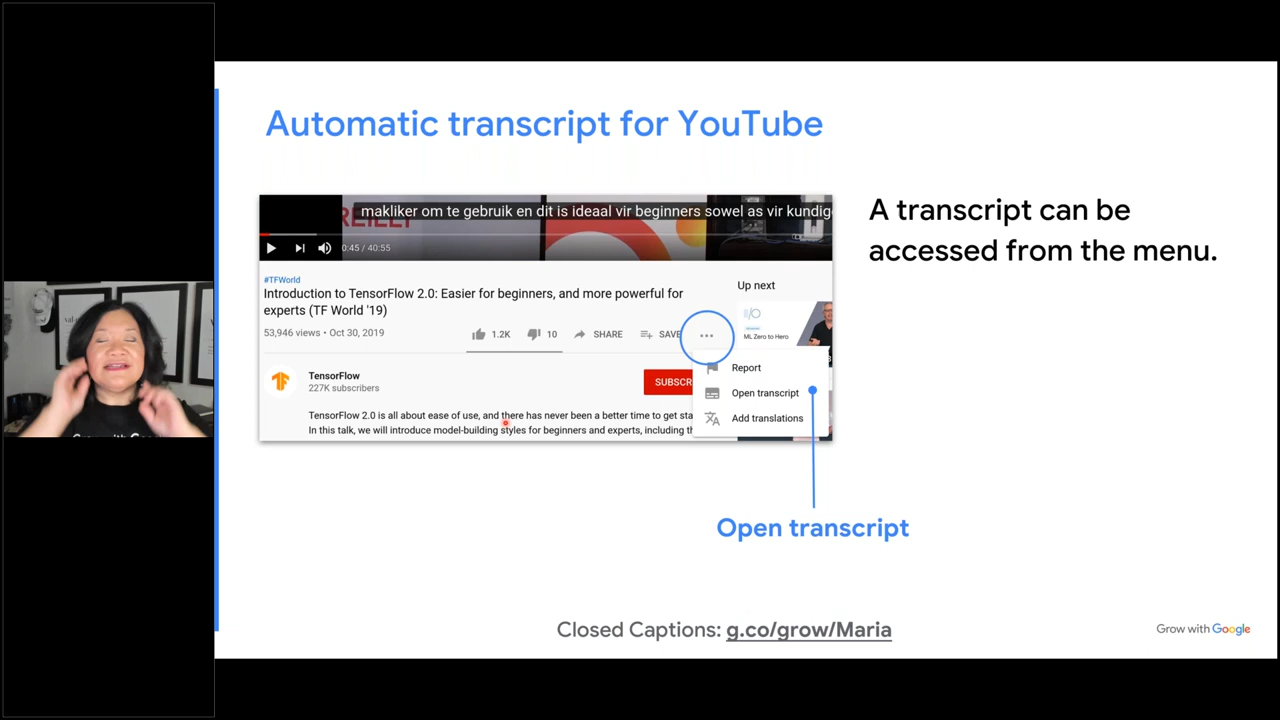 Automatic transcript for YouTube
makliker om te gebruik en dit is ideaal vir beginners sowel as vir kundig
0:45 / 40:55
#TFWorld
Introduction to TensorFlow 2.0: Easier for beginners, and more powerful for
experts (TF World '19)
53,946 views • Oct 30, 2019
1.2K
10
SHARE
SAVE
Up next
I/O
ML Zero to Hero
Report
Open transcript
Add translations
TensorFlow
227K subscribers
SUBSCR
TensorFlow 2.0 is all about ease of use, and there has never been a better time to get sta
In this talk, we will introduce model-building styles for beginners and experts, including th
A transcript can be
accessed from the menu.
Open transcript
Closed Captions: g.co/grow/Maria
Grow with Google